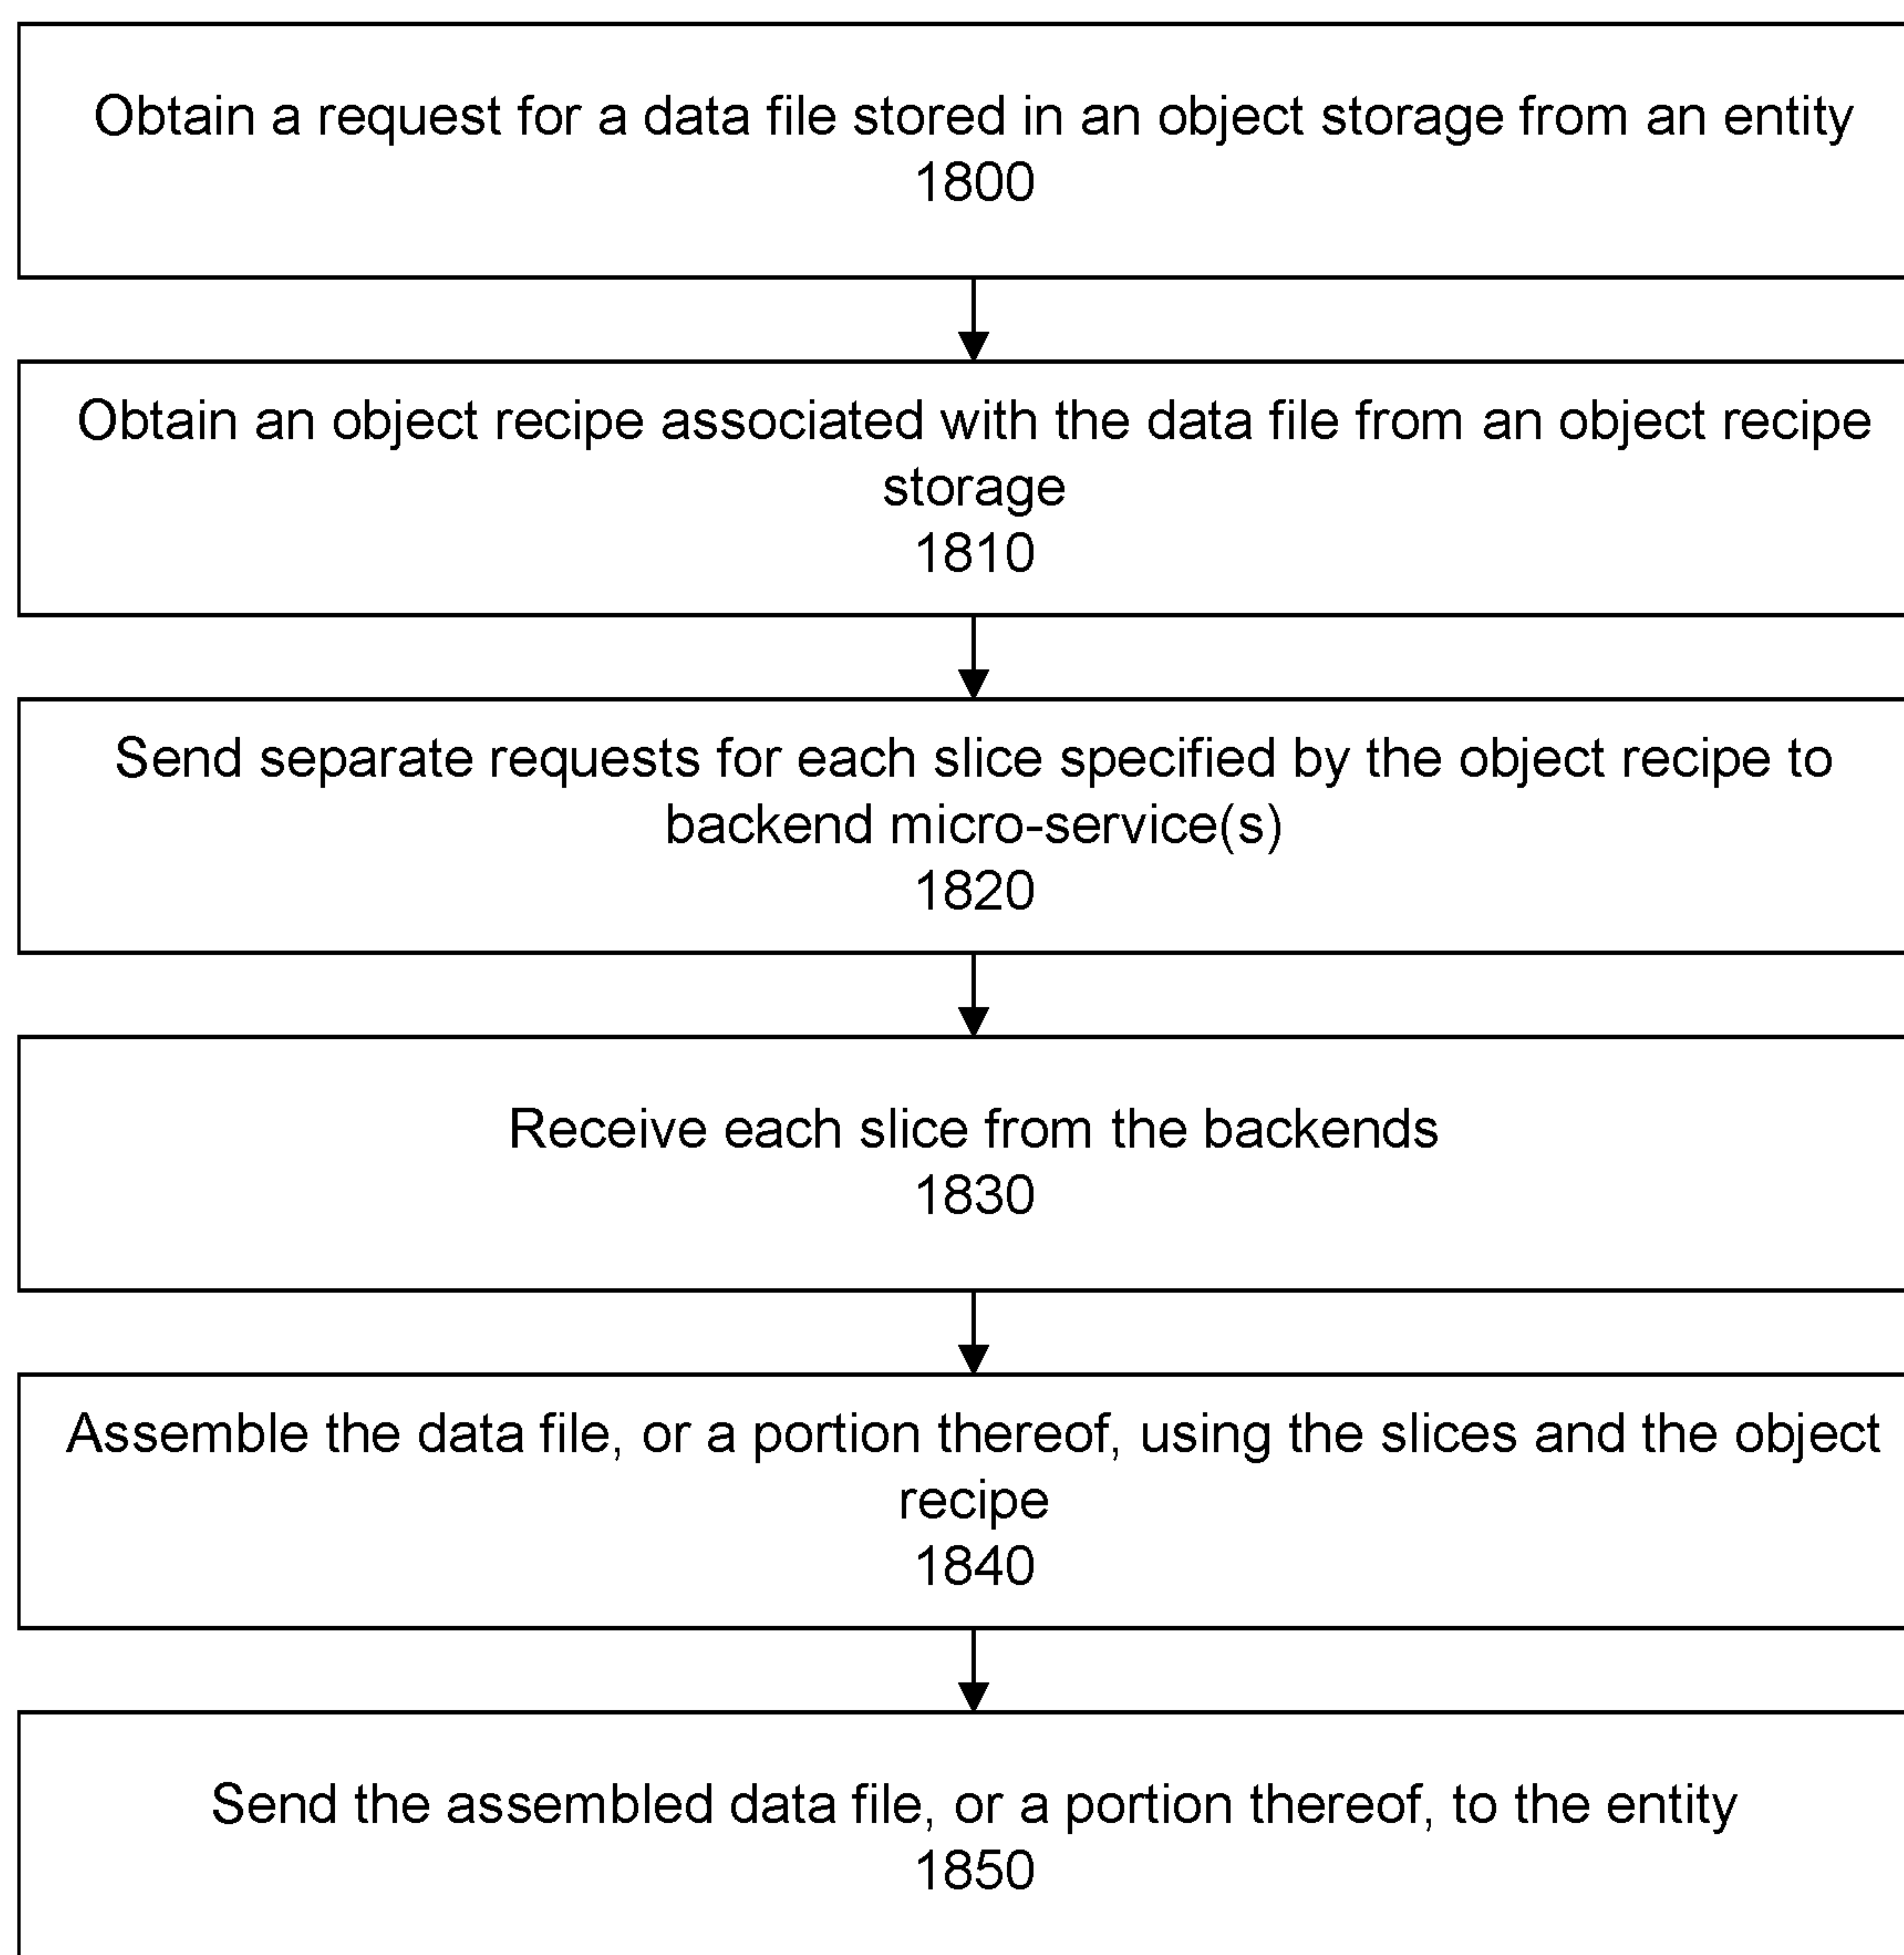 Obtain a request for a data file stored in an object storage from an entity
1800
Obtain an object recipe associated with the data file from an object recipe
storage
1810
Send separate requests for each slice specified by the object recipe to
backend micro-service(s)
1820
Receive each slice from the backends
1830
Assemble the data file, or a portion thereof, using the slices and the object
recipe
1840
Send the assembled data file, or a portion thereof, to the entity
1850